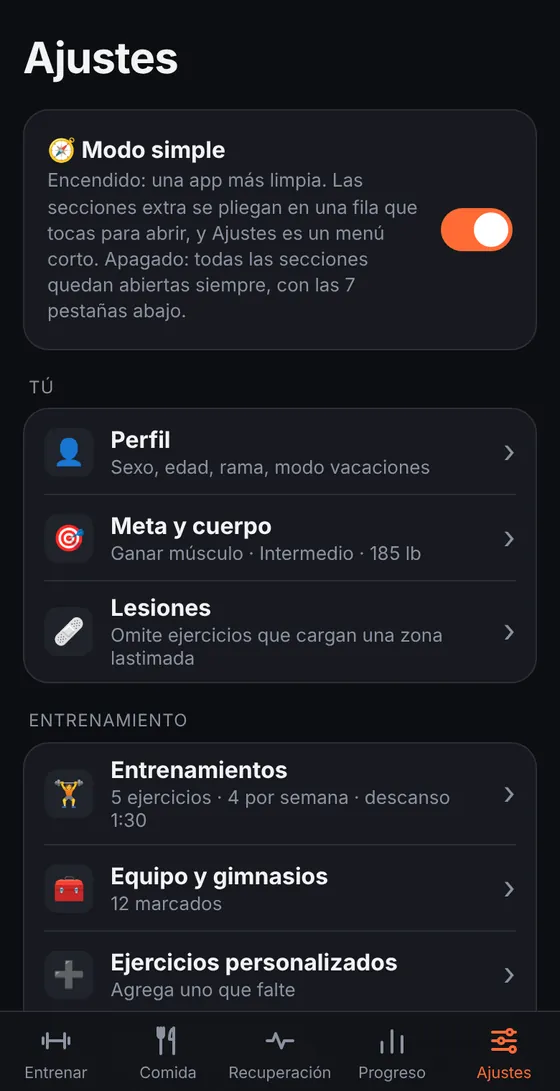 Ajustes
🧭 Modo simple
Encendido: una app más limpia. Las
secciones extra se pliegan en una fila que
tocas para abrir, y Ajustes es un menú
corto. Apagado: todas las secciones
quedan abiertas siempre, con las 7
pestañas abajo.
TÚ
Perfil
Sexo, edad, rama, modo vacaciones
Meta y cuerpo
Ganar músculo · Intermedio · 185 lb
Lesiones
Omite ejercicios que cargan una zona
lastimada
ENTRENAMIENTO
Entrenamientos
5 ejercicios · 4 por semana · descanso
1:30
Equipo y gimnasios
12 marcados
Ejercicios personalizados
Agrega uno que falte
Entrenar
Comida
Recuperación
Progreso
Ajustes